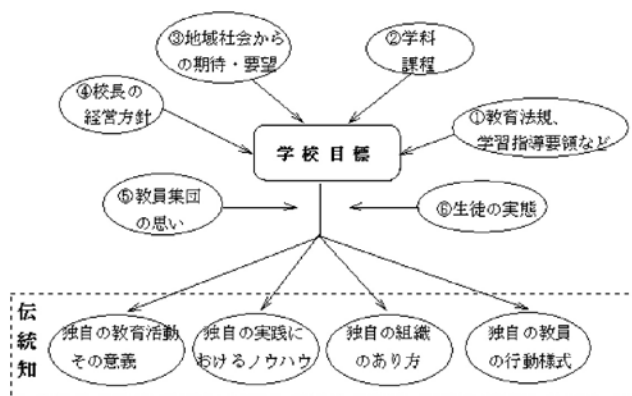 ③地域社会から
の期待・要望
②学科
課程
④校長の
経営方針
①教育法規、
学習指導要領など
学校目標
⑤教員集団
の思い
⑥生徒の実態
伝統知
独自の教育活動
その意義
独自の実践に
おけるノウハウ
独自の組織
のあり方
独自の教員
の行動様式